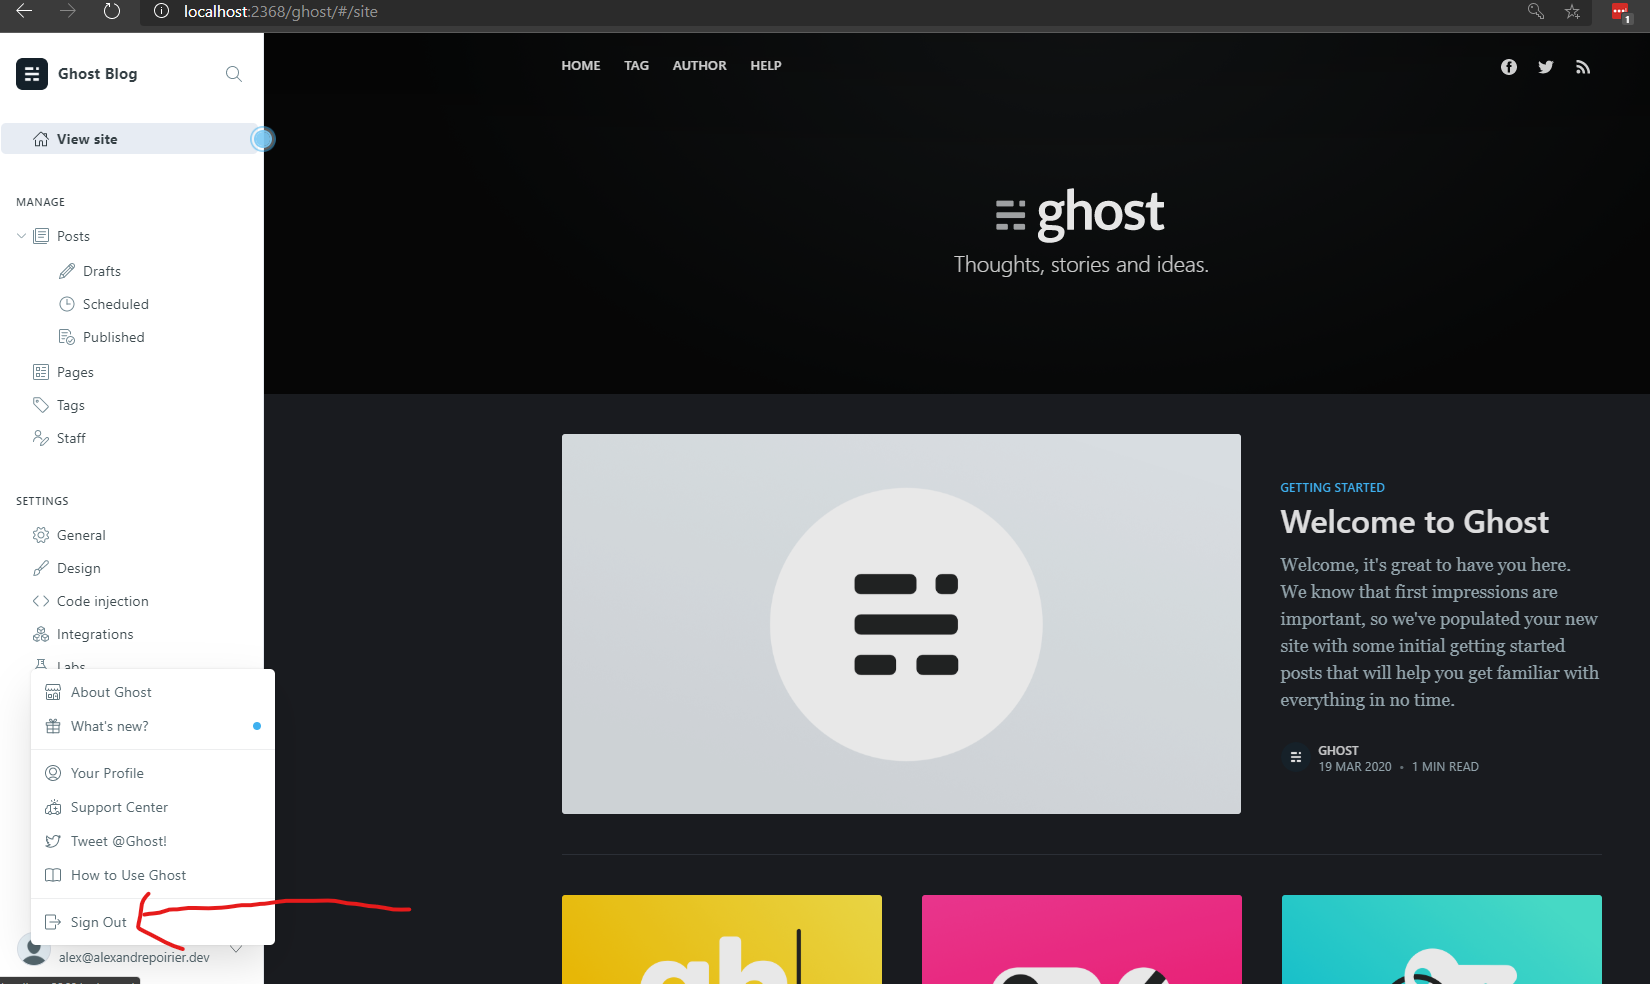 localhost:2368/ghost/#/site
1
Ghost Blog
View site
MANAGE
Posts
Drafts
Scheduled
Published
Pages
Tags
Staff
SETTINGS
General
Design
Code injection
Integrations
Labs
About Ghost
What's new?
Your Profile
Support Center
Tweet @Ghost!
How to Use Ghost
Sign Out
alex@alexandrepoirier.dev
HOME TAG AUTHOR HELP
ghost
Thoughts, stories and ideas.
GETTING STARTED
Welcome to Ghost
Welcome, it's great to have you here.
We know that first impressions are
important, so we've populated your new
site with some initial getting started
posts that will help you get familiar with
everything in no time.
GHOST
19 MAR 2020 • 1 MIN READ
gh